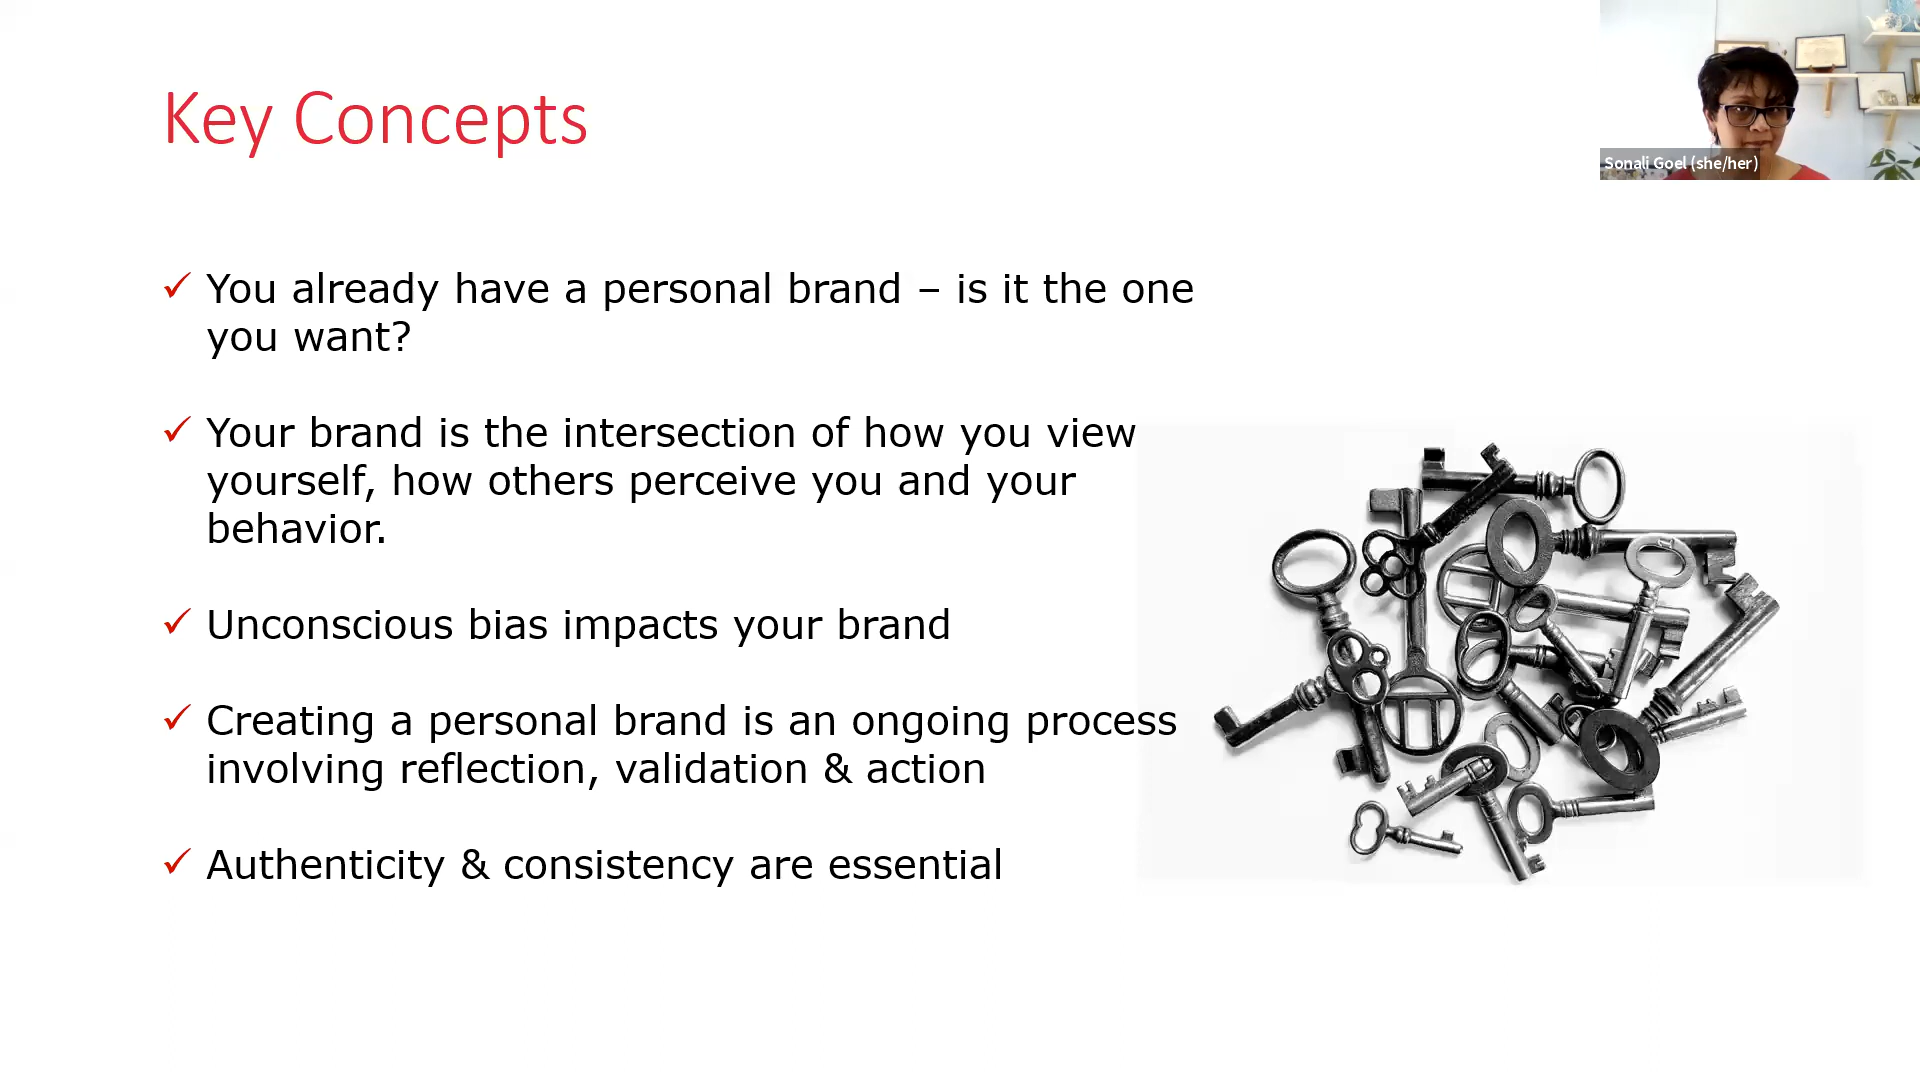 Key Concepts
Sonali Goel (she/her)
✓ You already have a personal brand – is it the one
you want?
✓ Your brand is the intersection of how you view
yourself, how others perceive you and your
behavior.
✓ Unconscious bias impacts your brand
✓ Creating a personal brand is an ongoing process
involving reflection, validation & action
✓ Authenticity & consistency are essential